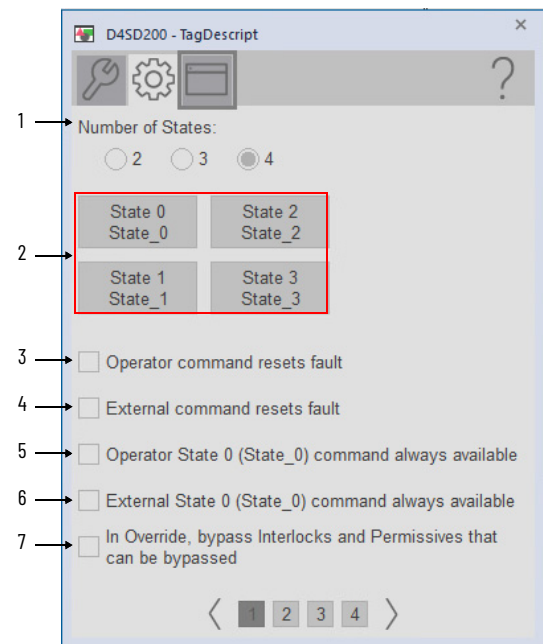 D4SD200 - TagDescript
1
Number of States:
2 3 4
2
State 0 State 2
State_0 State_2
State 1 State 3
State_1 State_3
3 Operator command resets fault
4 External command resets fault
5 Operator State 0 (State_0) command always available
6 External State 0 (State_0) command always available
7 In Override, bypass Interlocks and Permissives that
can be bypassed
1 2 3 4